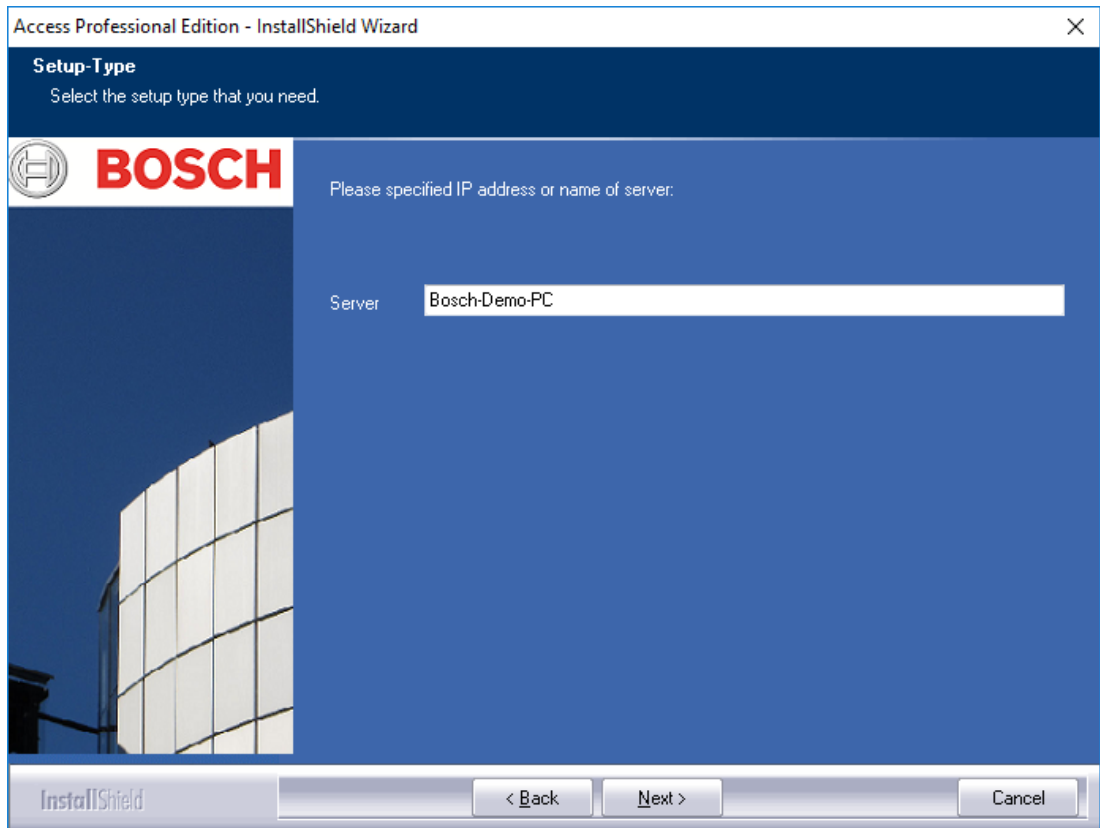 Access Professional Edition - InstallShield Wizard
Setup-Type
Select the setup type that you need.
BOSCH
Please specified IP address or name of server:
Server Bosch-Demo-PC
InstallShield
< Back Next > Cancel